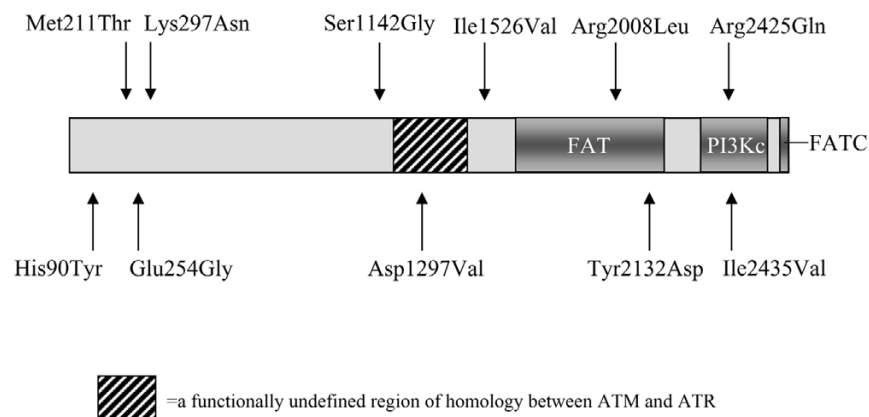 Met211Thr Lys297Asn Ser1142Gly Ile1526Val Arg2008Leu Arg2425Gln
FAT PI3Kc FATC
His90Tyr Glu254Gly Asp1297Val Tyr2132Asp Ile2435Val
=a functionally undefined region of homology between ATM and ATR